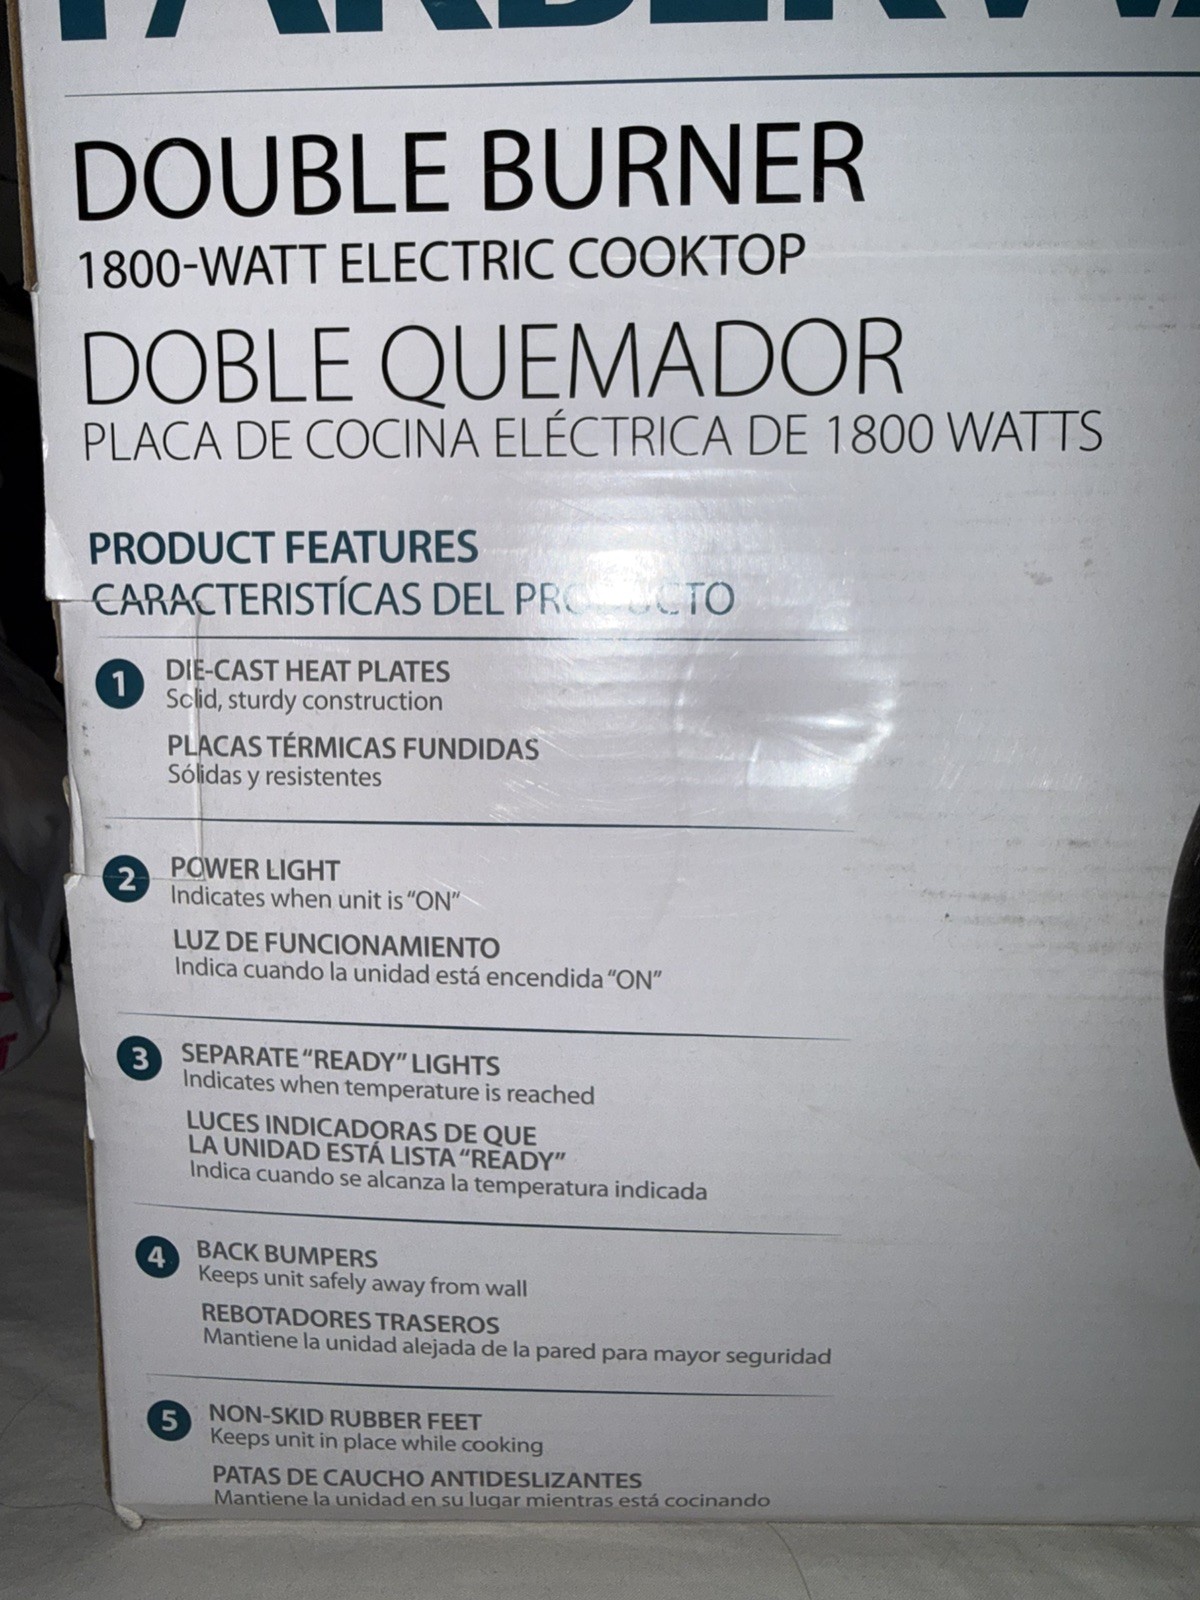 DOUBLE BURNER
1800-WATT ELECTRIC COOKTOP
DOBLE QUEMADOR
PLACA DE COCINA ELÉCTRICA DE 1800 WATTS
PRODUCT FEATURES
CARACTERISTÍCAS DEL PRODUCTO
1 DIE-CAST HEAT PLATES
Solid, sturdy construction
PLACAS TÉRMICAS FUNDIDAS
Sólidas y resistentes
2 POWER LIGHT
Indicates when unit is “ON”
LUZ DE FUNCIONAMIENTO
Indica cuando la unidad está encendida “ON”
3 SEPARATE “READY” LIGHTS
Indicates when temperature is reached
LUCES INDICADORAS DE QUE
LA UNIDAD ESTÁ LISTA “READY”
Indica cuando se alcanza la temperatura indicada
4 BACK BUMPERS
Keeps unit safely away from wall
REBOTADORES TRASEROS
Mantiene la unidad alejada de la pared para mayor seguridad
5 NON-SKID RUBBER FEET
Keeps unit in place while cooking
PATAS DE CAUCHO ANTIDESLIZANTES
Mantiene la unidad en su lugar mientras está cocinando